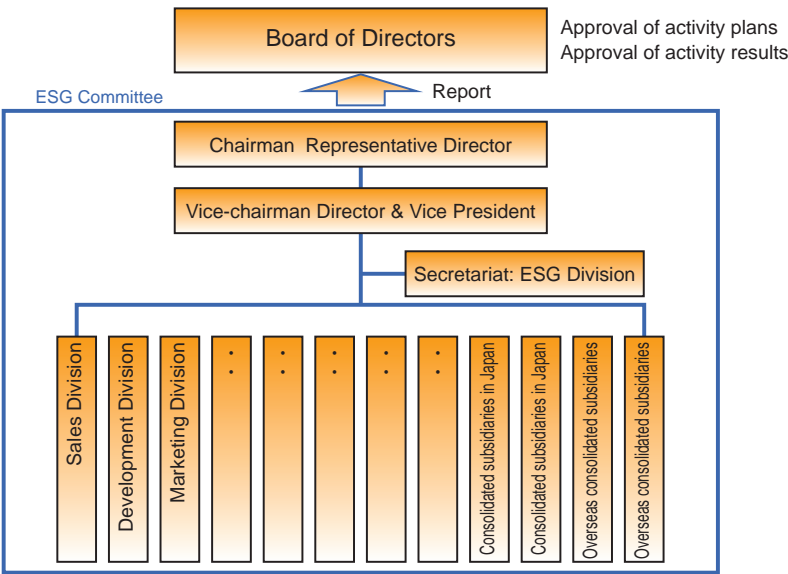 Board of Directors
Approval of activity plans
Approval of activity results
Report
ESG Committee
Chairman Representative Director
Vice-chairman Director & Vice President
Secretariat: ESG Division
Sales Division
Development Division
Marketing Division
:
:
:
:
:
Consolidated subsidiaries in Japan
Consolidated subsidiaries in Japan
Overseas consolidated subsidiaries
Overseas consolidated subsidiaries